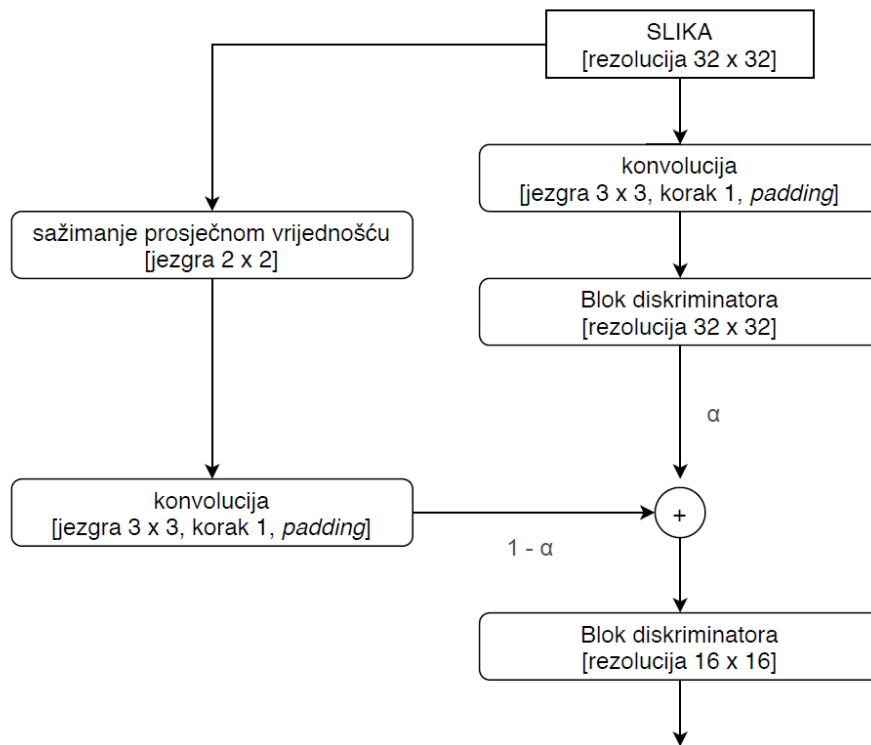 SLIKA
[rezolucija 32 x 32]
konvolucija
[jezgra 3 x 3, korak 1, padding]
sažimanje prosječnom vrijednošću
[jezgra 2 x 2]
Blok diskriminatora
[rezolucija 32 x 32]
α
konvolucija
[jezgra 3 x 3, korak 1, padding]
+
1 - α
Blok diskriminatora
[rezolucija 16 x 16]